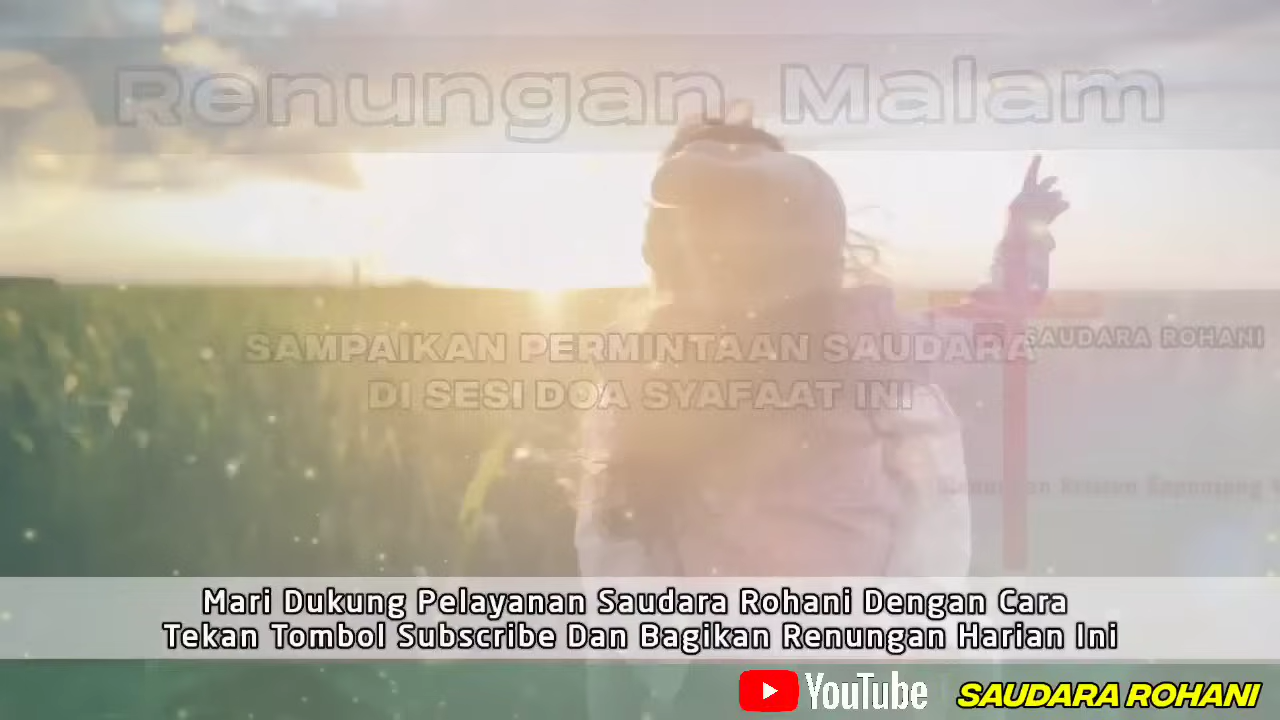 Renungan Malam
SAMPAIKAN PERMINTAAN SAUDARA
DI SESI DOA SYAFAAT INI
SAUDARA ROHANI
Mari Dukung Pelayanan Saudara Rohani Dengan Cara
Tekan Tombol Subscribe Dan Bagikan Renungan Harian Ini
YouTube
SAUDARA ROHANI